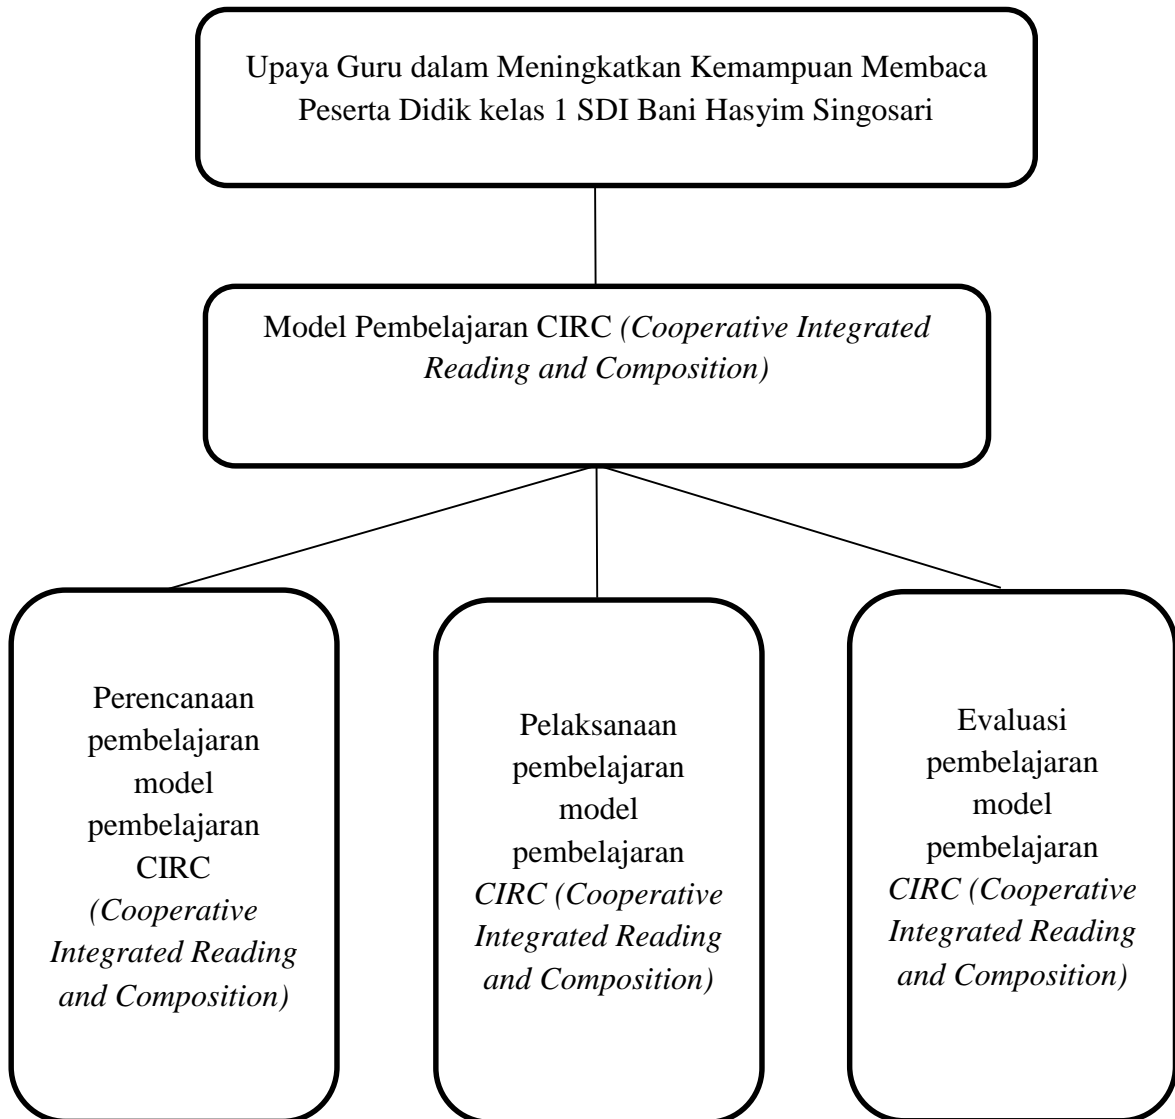 Upaya Guru dalam Meningkatkan Kemampuan Membaca
Peserta Didik kelas 1 SDI Bani Hasyim Singosari
Model Pembelajaran CIRC (Cooperative Integrated
Reading and Composition)
Perencanaan
pembelajaran
model
pembelajaran
CIRC
(Cooperative
Integrated Reading
and Composition)
Pelaksanaan
pembelajaran
model
pembelajaran
CIRC (Cooperative
Integrated Reading
and Composition)
Evaluasi
pembelajaran
model
pembelajaran
CIRC (Cooperative
Integrated Reading
and Composition)